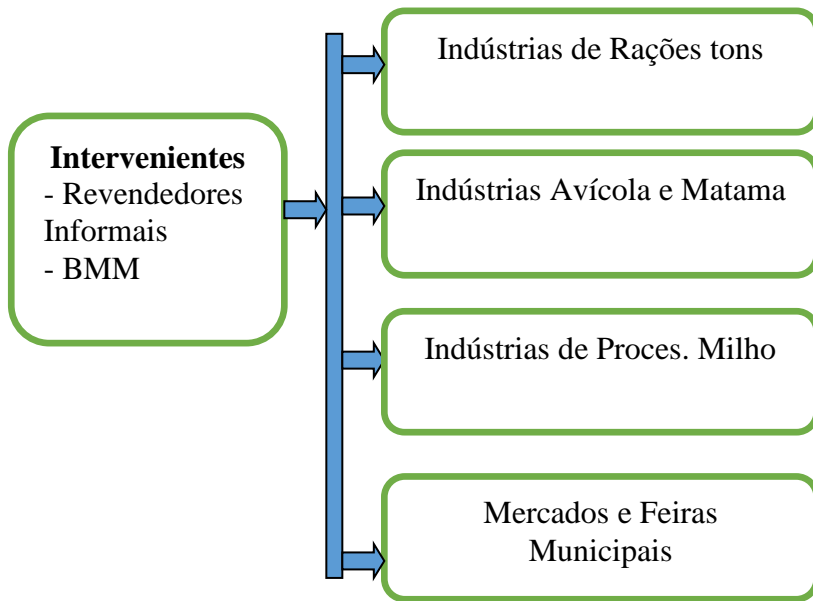 Intervenientes
- Revendedores
Informais
- BMM
Indústrias de Rações tons
Indústrias Avícola e Matama
Indústrias de Proces. Milho
Mercados e Feiras
Municipais